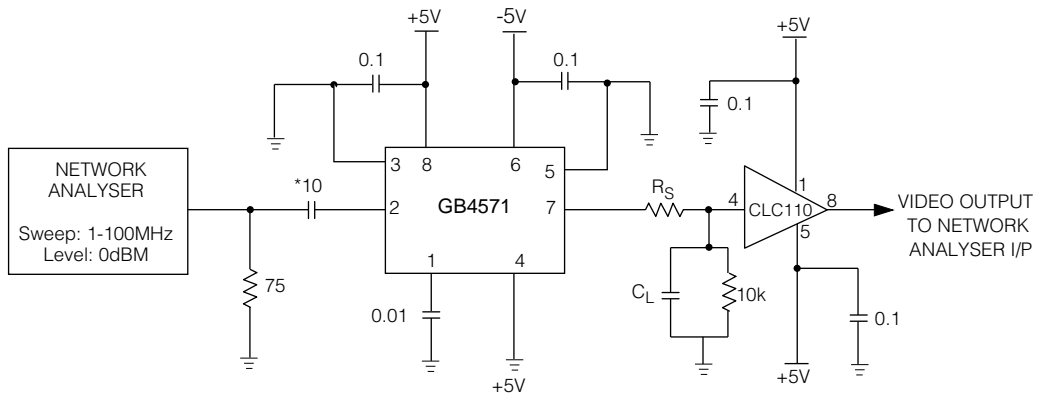 +5V
-5V
+5V
0.1
0.1
0.1
NETWORK
ANALYSER
Sweep: 1-100MHz
Level: 0dBM
*10
75
3
8
6
5
2
GB4571
7
1
4
0.01
+5V
RS
CL
10k
4
CLC110
1
8
5
VIDEO OUTPUT
TO NETWORK
ANALYSER I/P
0.1
+5V